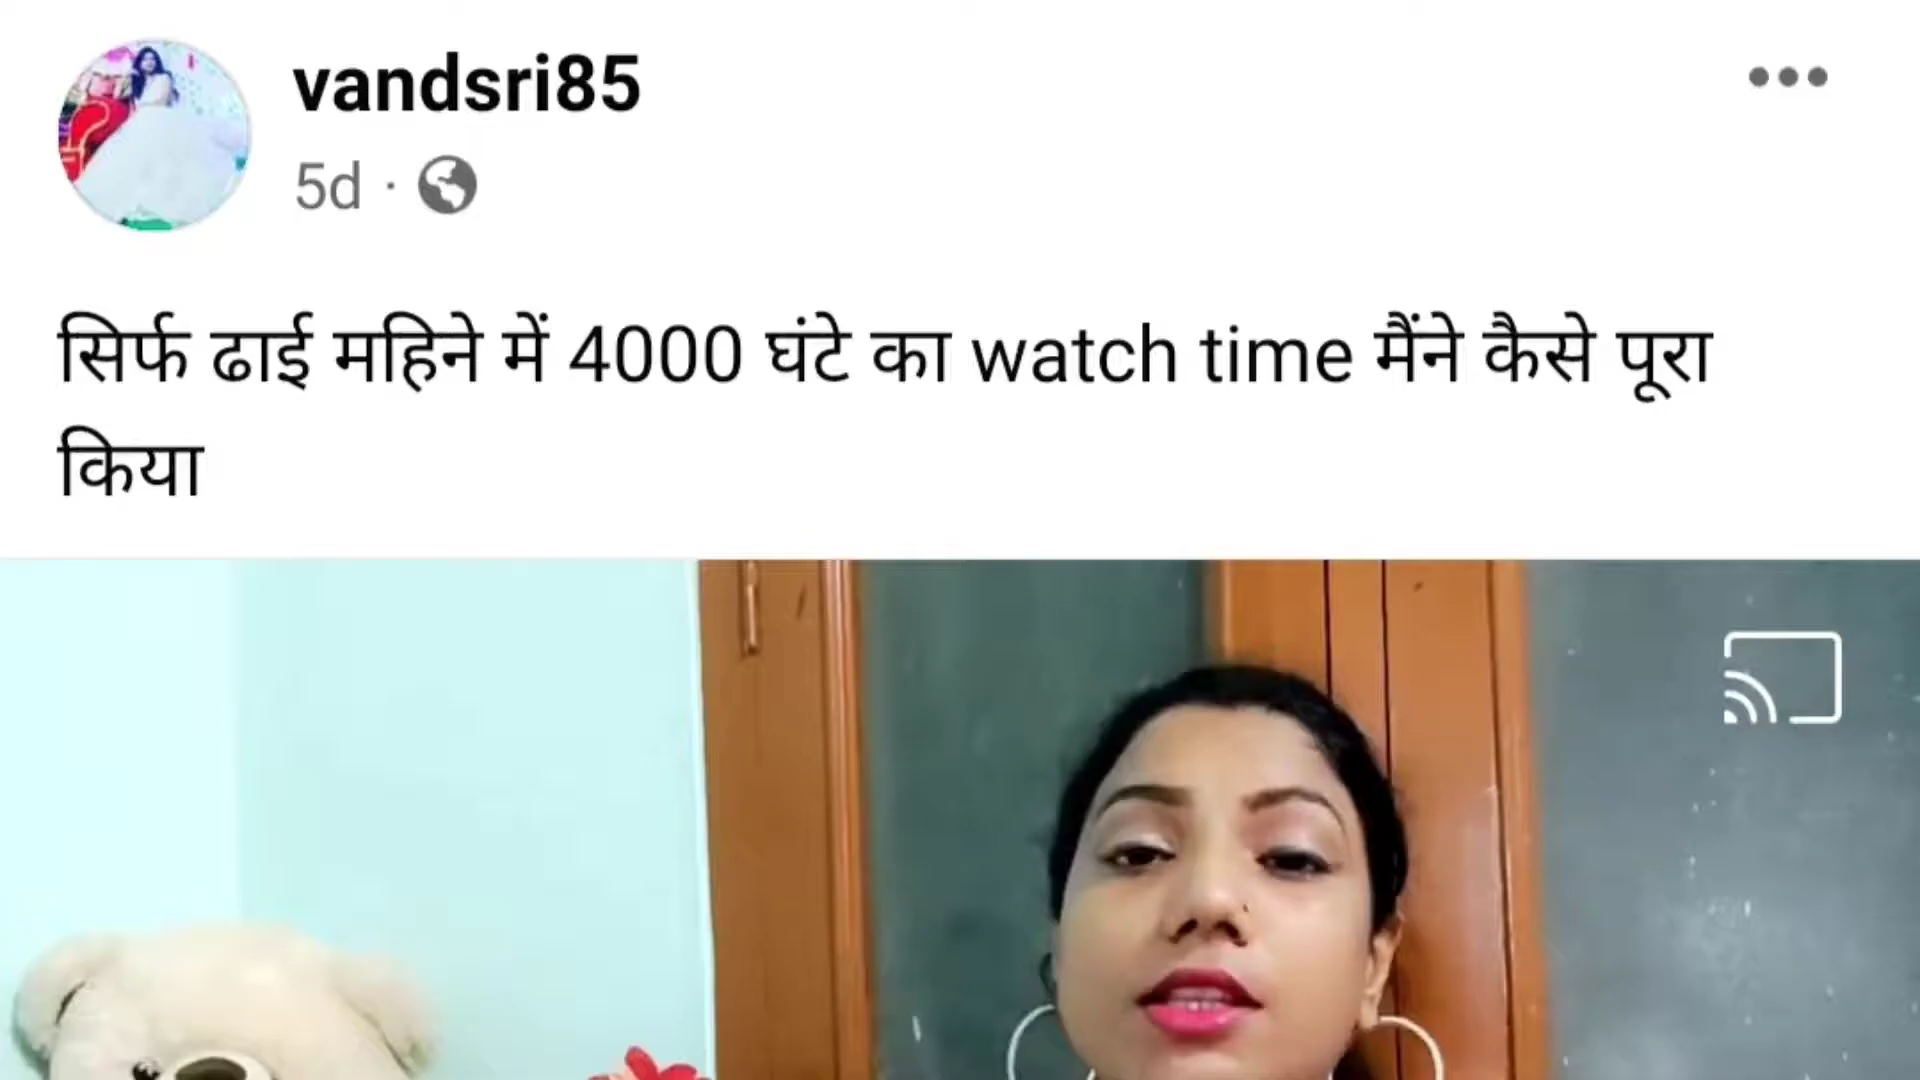 vandsri85
5d ·
सिर्फ ढाई महिने में 4000 घंटे का watch time मैंने कैसे पूरा
किया